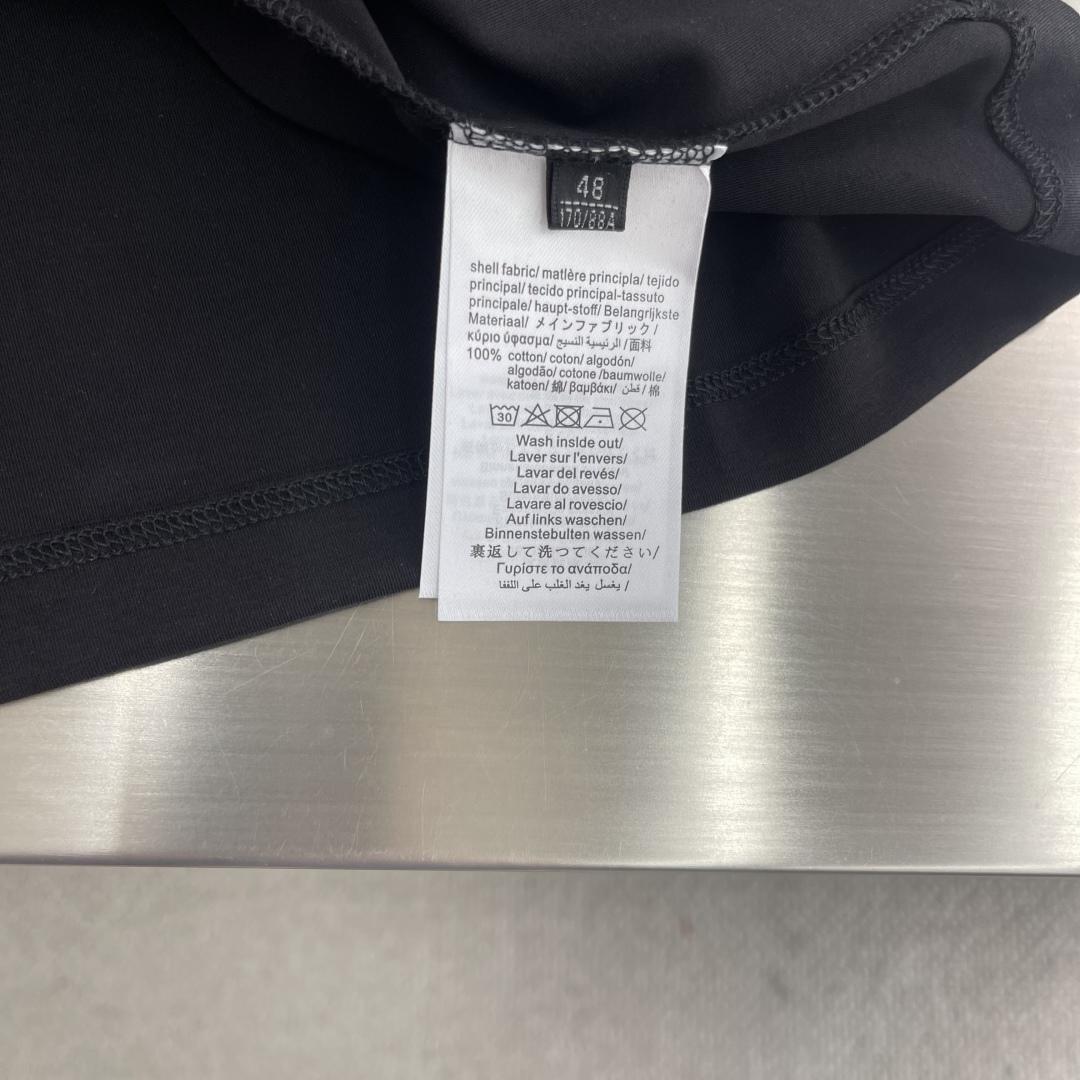 48
170/88A
shell fabric/ matlère principla/ tejido
principal/ tecido principal-tassuto
principale/ haupt-stoff/ Belangrijkste
Materiaal/ メインファブリック /
κύριο ύφασμα/ الرئيسية النسيج /面料
100% cotton/ coton/ algodón/
algodão/ cotone /baumwolle/
katoen/ 綿/ βαμβάκι/ قطن /棉
30
Wash inslde out/
Laver sur l'envers/
Lavar del revés/
Lavar do avesso/
Lavare al rovescio/
Auf links waschen/
Binnenstebulten wassen/
裏返して洗つてください/
Γυρίστε το ανάποδα/
يغسل يغد الغلب على اللغفا /